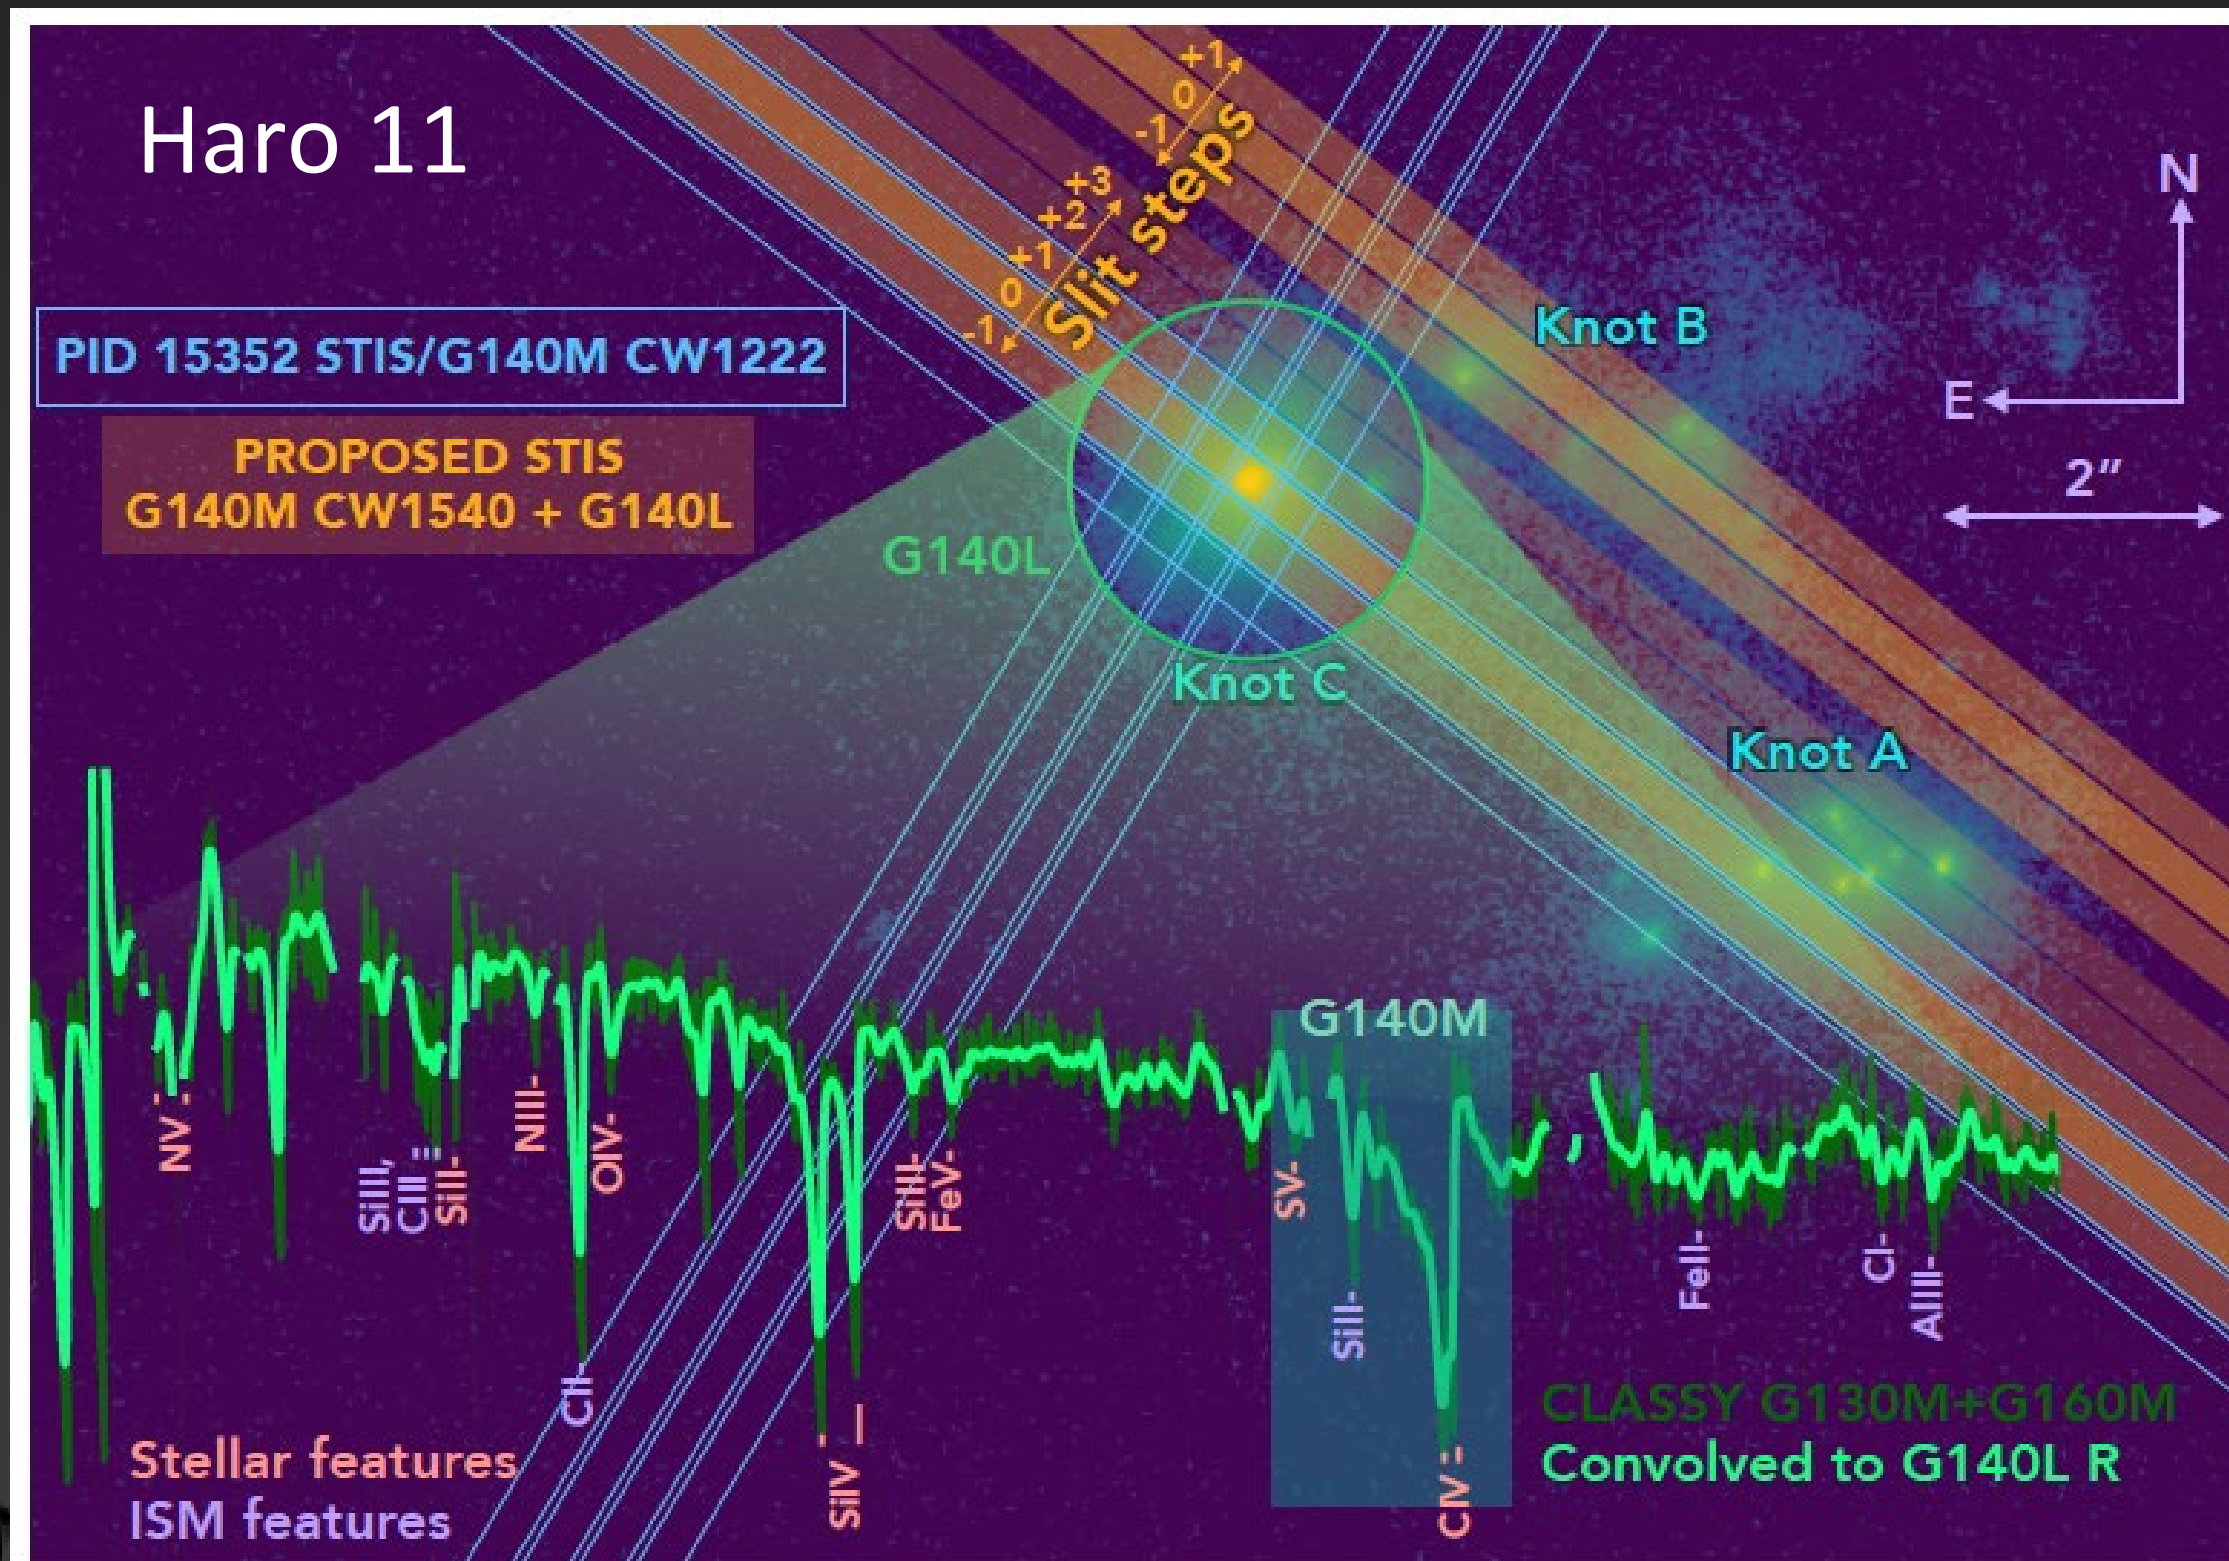 Haro 11
+1
0
-1
+3
+2
+1
0
-1
Slit steps
N
E
2"
PID 15352 STIS/G140M CW1222
PROPOSED STIS
G140M CW1540 + G140L
Knot B
G140L
Knot C
Knot A
G140M
NV
SiIII,
CIII
SiII-
NIII-
CII-
OIV-
SiIV
SiIII-
FeV-
SV-
SiII-
CIV
FeII-
CI-
AlIII-
CLASSY G130M+G160M
Convolved to G140L R
Stellar features
ISM features